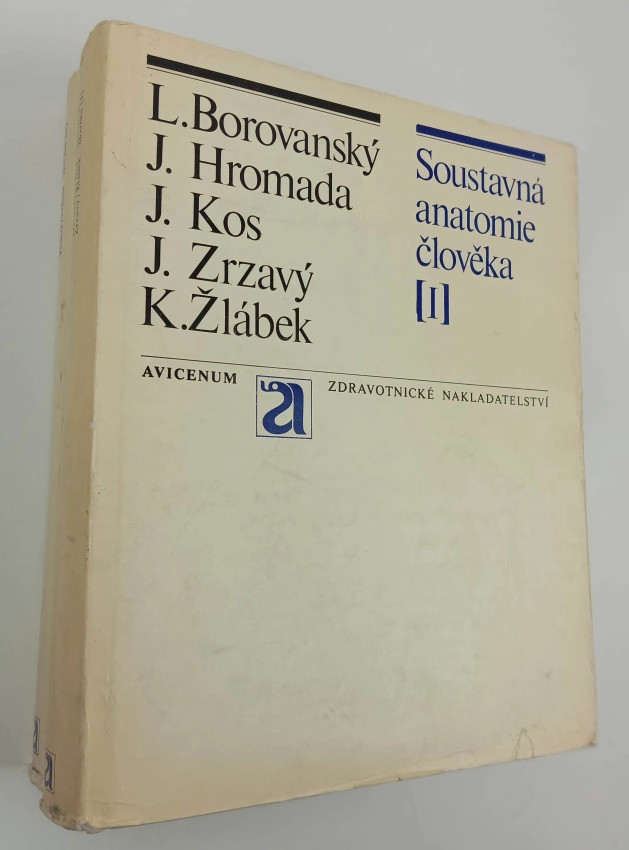 L. Borovanský
J. Hromada
J. Kos
J. Zrzavý
K. Žlábek
Soustavná
anatomie
člověka
[I]
AVICENUM
ZDRAVOTNICKÉ NAKLADATELSTVÍ